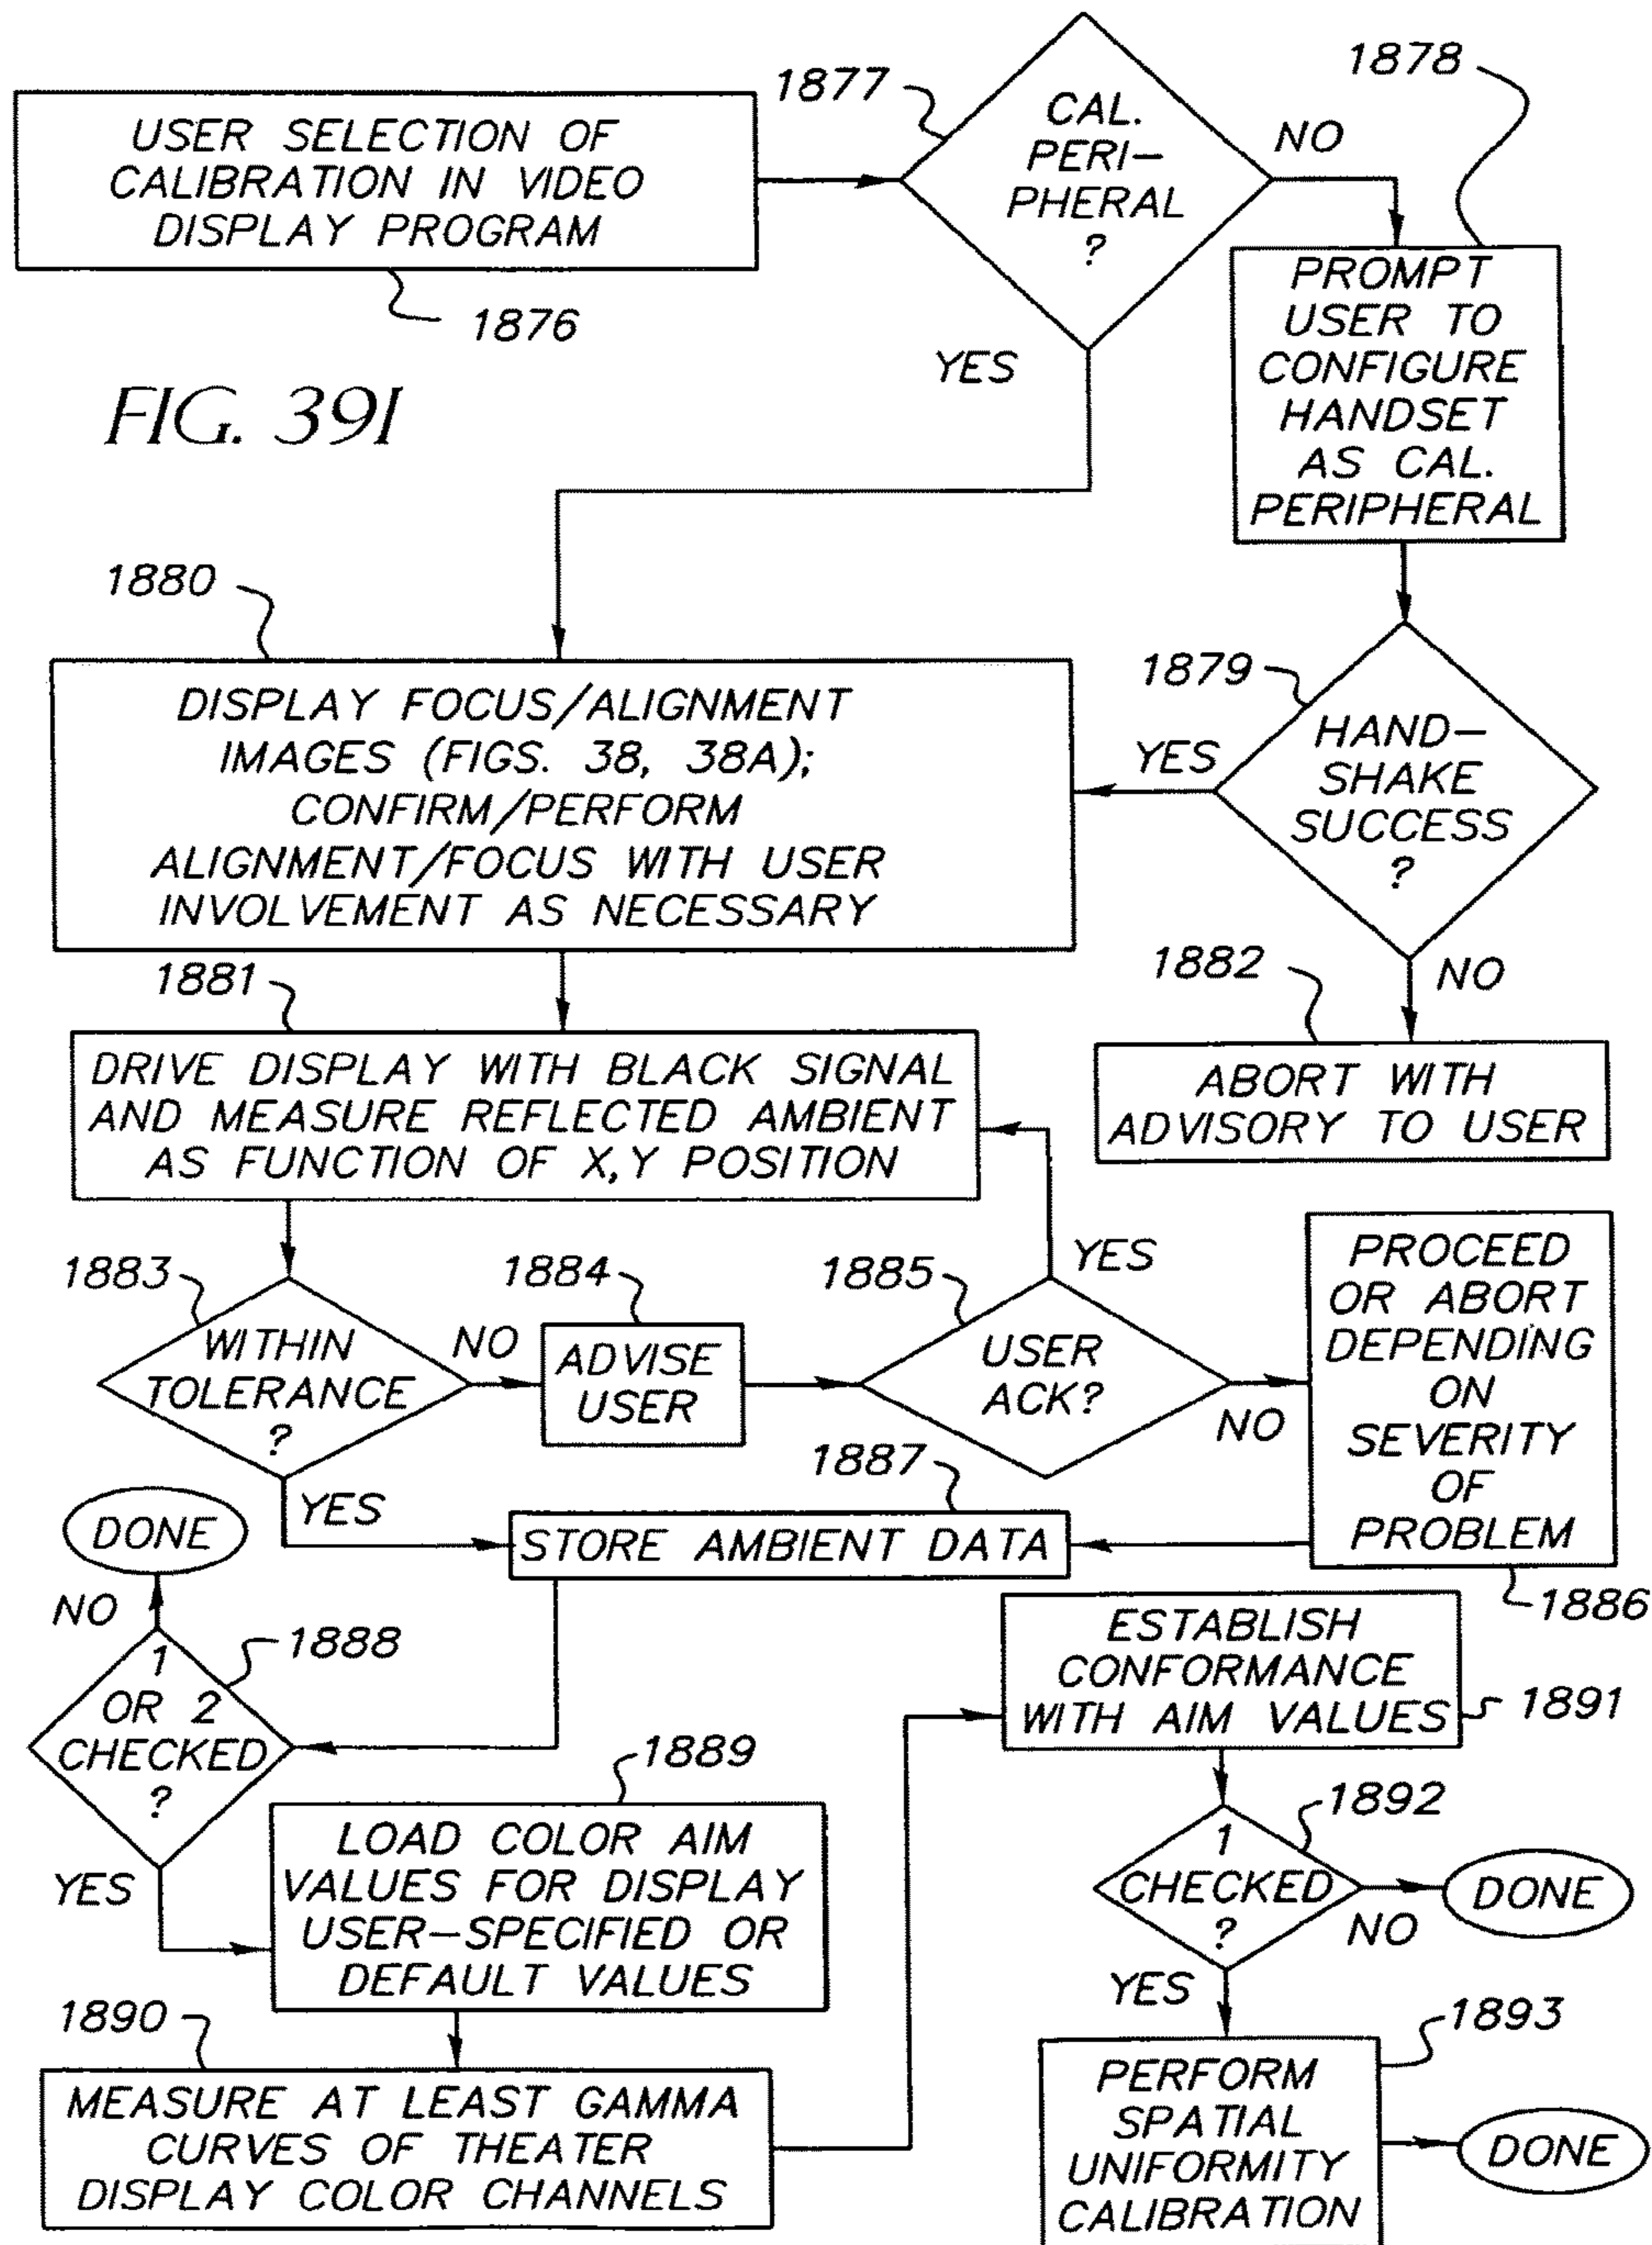 1877
CAL.
PERI-
PHERAL
?
NO
1878
USER SELECTION OF
CALIBRATION IN VIDEO
DISPLAY PROGRAM
1876
YES
PROMPT
USER TO
CONFIGURE
HANDSET
AS CAL.
PERIPHERAL
FIG. 39I
1880
DISPLAY FOCUS/ALIGNMENT
IMAGES (FIGS. 38, 38A);
CONFIRM/PERFORM
ALIGNMENT/FOCUS WITH USER
INVOLVEMENT AS NECESSARY
1879
YES
HAND-
SHAKE
SUCCESS
?
NO
1882
ABORT WITH
ADVISORY TO USER
1881
DRIVE DISPLAY WITH BLACK SIGNAL
AND MEASURE REFLECTED AMBIENT
AS FUNCTION OF X,Y POSITION
1883
WITHIN
TOLERANCE
?
NO
1884
ADVISE
USER
1885
USER
ACK?
YES
NO
PROCEED
OR ABORT
DEPENDING
ON
SEVERITY
OF
PROBLEM
1886
YES
1887
STORE AMBIENT DATA
DONE
NO
1888
1
OR 2
CHECKED
?
YES
1889
LOAD COLOR AIM
VALUES FOR DISPLAY
USER-SPECIFIED OR
DEFAULT VALUES
1890
MEASURE AT LEAST GAMMA
CURVES OF THEATER
DISPLAY COLOR CHANNELS
ESTABLISH
CONFORMANCE
WITH AIM VALUES
1891
1892
1
CHECKED
?
NO
DONE
YES
1893
PERFORM
SPATIAL
UNIFORMITY
CALIBRATION
DONE